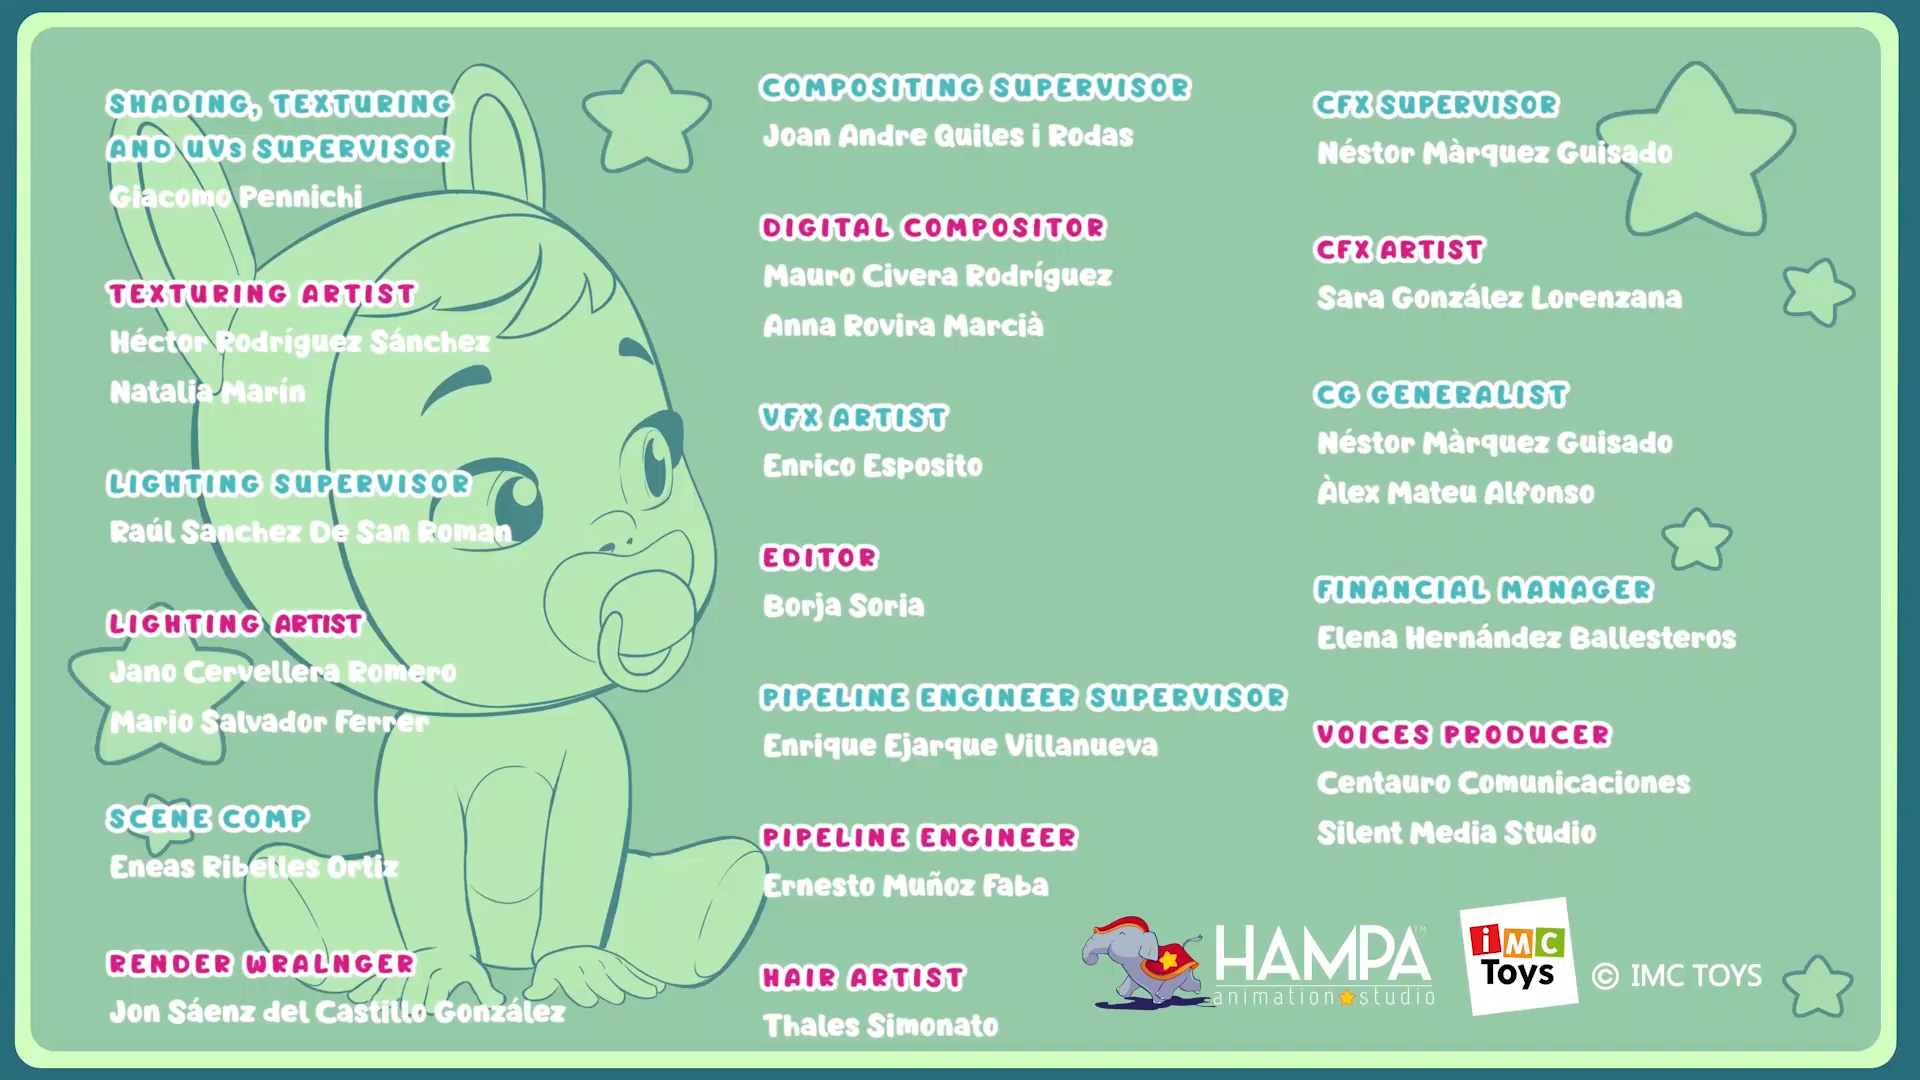 SHADING, TEXTURING
AND UVs SUPERVISOR
Giacomo Pennichi
TEXTURING ARTIST
Héctor Rodríguez Sánchez
Natalia Marín
LIGHTING SUPERVISOR
Raúl Sanchez De San Roman
LIGHTING ARTIST
Jano Cervellera Romero
Mario Salvador Ferrer
SCENE COMP
Eneas Ribelles Ortiz
RENDER WRALNGER
Jon Sáenz del Castillo González
COMPOSITING SUPERVISOR
Joan Andre Quiles i Rodas
DIGITAL COMPOSITOR
Mauro Civera Rodríguez
Anna Rovira Marcià
VFX ARTIST
Enrico Esposito
EDITOR
Borja Soria
PIPELINE ENGINEER SUPERVISOR
Enrique Ejarque Villanueva
PIPELINE ENGINEER
Ernesto Muñoz Faba
HAIR ARTIST
Thales Simonato
CFX SUPERVISOR
Néstor Màrquez Guisado
CFX ARTIST
Sara González Lorenzana
CG GENERALIST
Néstor Màrquez Guisado
Àlex Mateu Alfonso
FINANCIAL MANAGER
Elena Hernández Ballesteros
VOICES PRODUCER
Centauro Comunicaciones
Silent Media Studio
HAMPA™
animation studio
iMC
Toys
© IMC TOYS